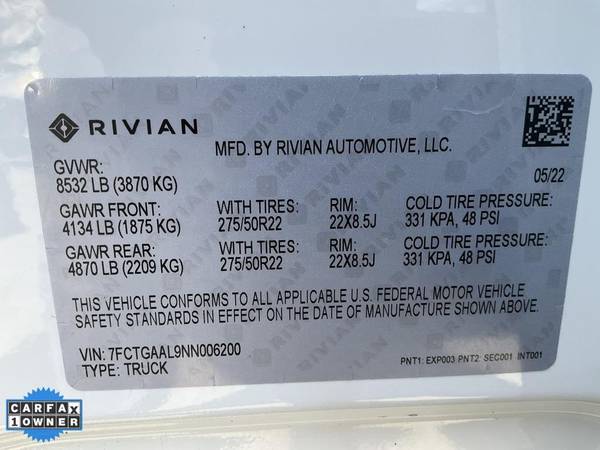 RIVIAN
MFD. BY RIVIAN AUTOMOTIVE, LLC.
GVWR:
8532 LB (3870 KG)
05/22
GAWR FRONT: WITH TIRES: RIM: COLD TIRE PRESSURE:
4134 LB (1875 KG) 275/50R22 22X8.5J 331 KPA, 48 PSI
GAWR REAR: WITH TIRES: RIM: COLD TIRE PRESSURE:
4870 LB (2209 KG) 275/50R22 22X8.5J 331 KPA, 48 PSI
THIS VEHICLE CONFORMS TO ALL APPLICABLE U.S. FEDERAL MOTOR VEHICLE
SAFETY STANDARDS IN EFFECT ON THE DATE OF MANUFACTURE SHOWN ABOVE.
VIN: 7FCTGAAL9NN006200
TYPE: TRUCK
PNT1: EXP003 PNT2: SEC001 INT001
CARFAX
1 OWNER